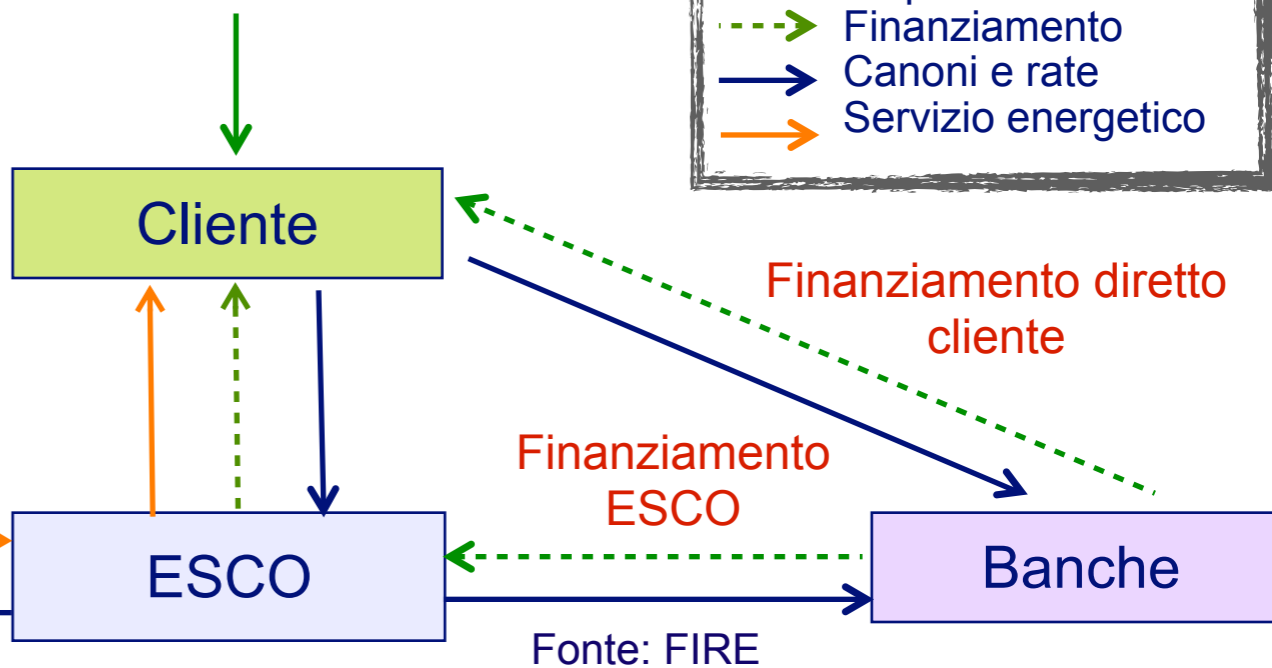 Finanziamento
Canoni e rate
Servizio energetico
Cliente
Finanziamento diretto
cliente
Finanziamento
ESCO
ESCO
Banche
Fonte: FIRE